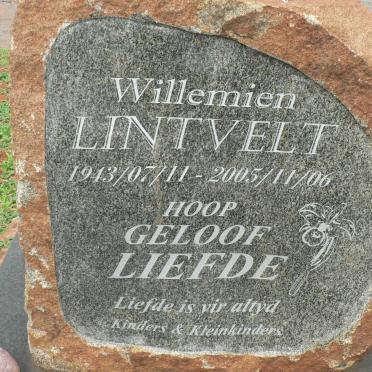 Willemien
LINTVELT
1943/07/11 - 2005/11/06
HOOP
GELOOF
LIEFDE
Liefde is vir altyd
Kinders & Kleinkinders